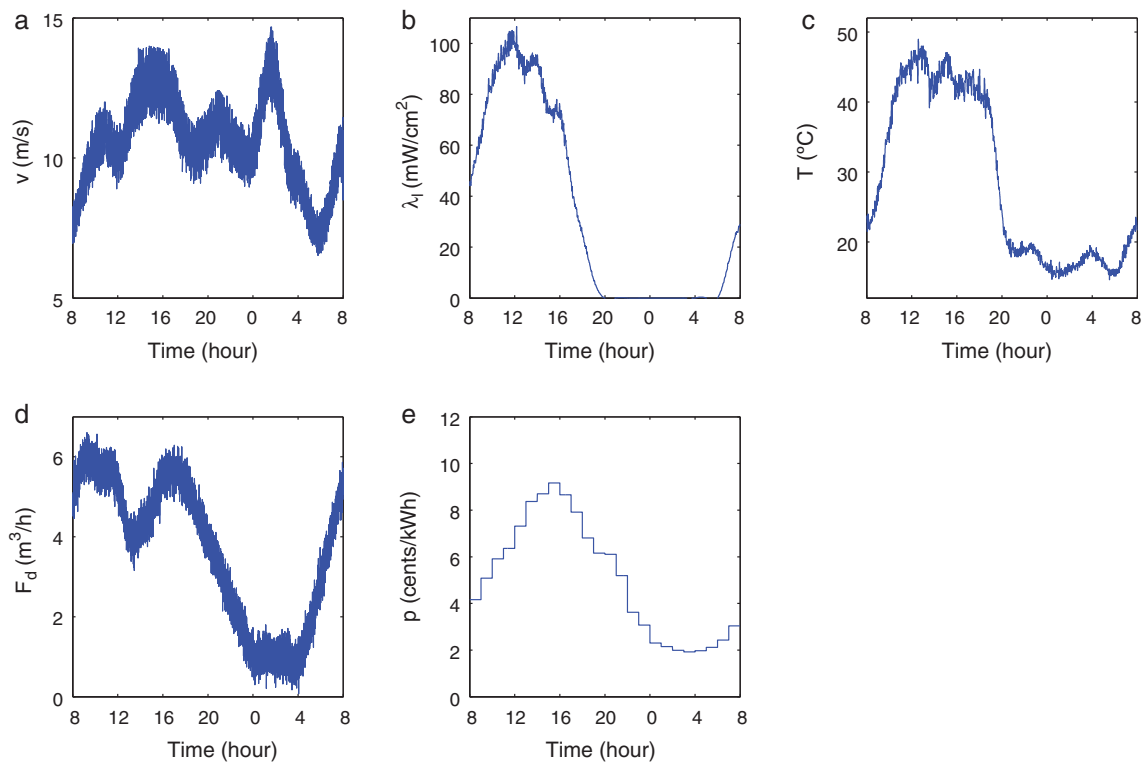 a
15
10
5
v (m/s)
8 12 16 20 0 4 8
Time (hour)
b
100
80
60
40
20
0
λI (mW/cm2)
8 12 16 20 0 4 8
Time (hour)
c
50
40
30
20
T (ºC)
8 12 16 20 0 4 8
Time (hour)
d
6
4
2
0
Fd (m3/h)
8 12 16 20 0 4 8
Time (hour)
e
12
10
8
6
4
2
0
p (cents/kWh)
8 12 16 20 0 4 8
Time (hour)